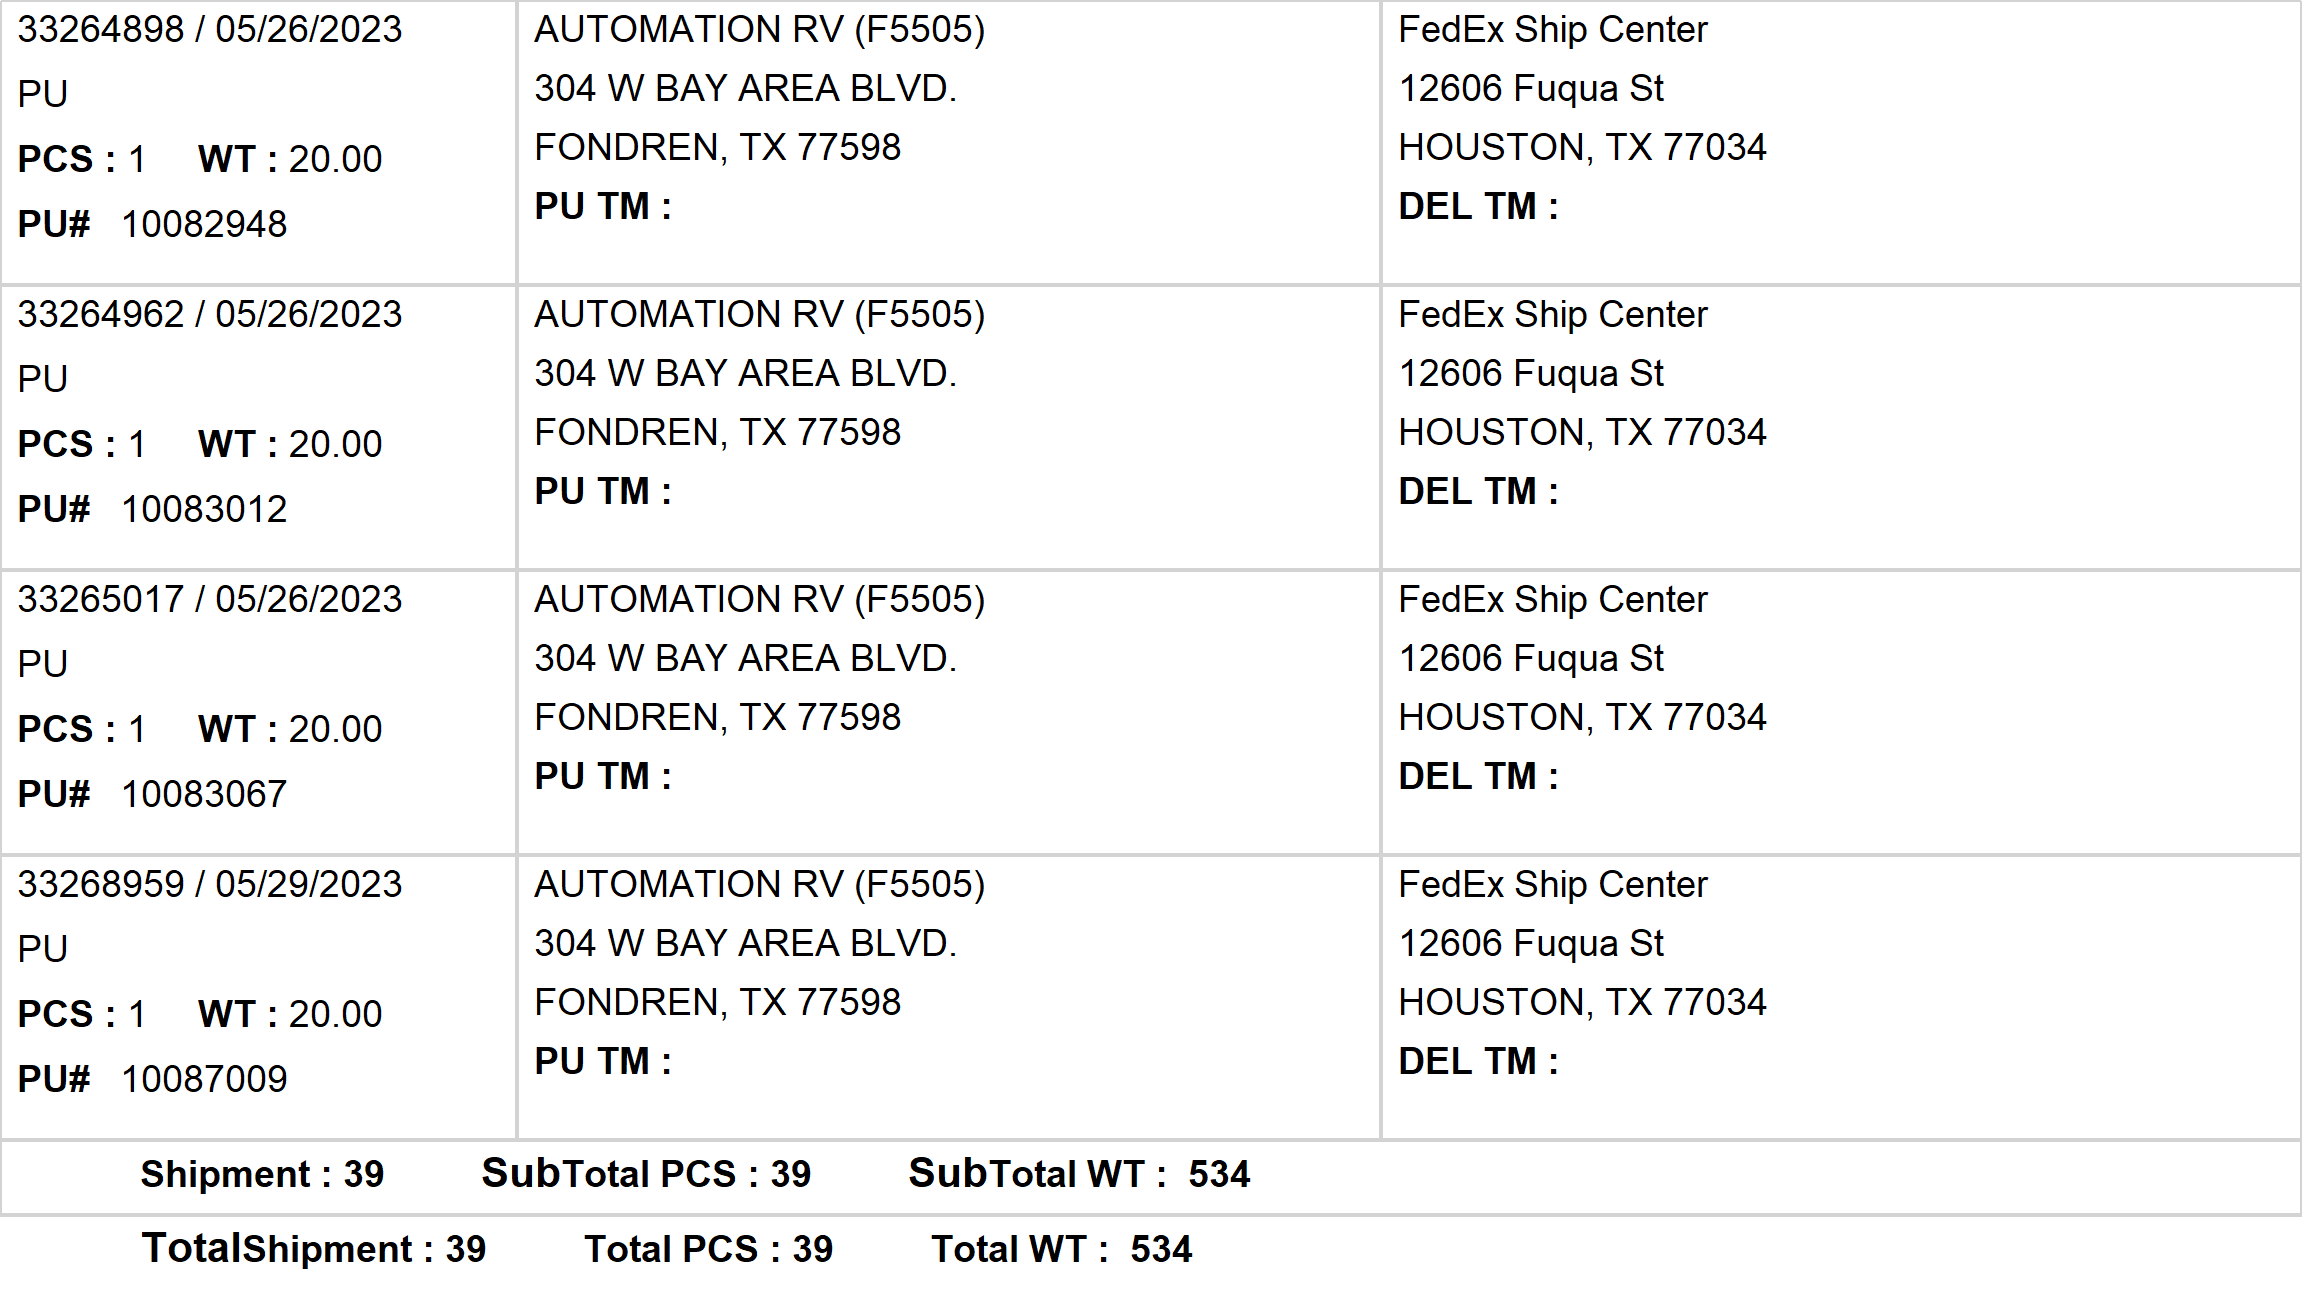 33264898 / 05/26/2023
PU
PCS : 1 WT : 20.00
PU# 10082948
AUTOMATION RV (F5505)
304 W BAY AREA BLVD.
FONDREN, TX 77598
PU TM :
FedEx Ship Center
12606 Fuqua St
HOUSTON, TX 77034
DEL TM :
33264962 / 05/26/2023
PU
PCS : 1 WT : 20.00
PU# 10083012
AUTOMATION RV (F5505)
304 W BAY AREA BLVD.
FONDREN, TX 77598
PU TM :
FedEx Ship Center
12606 Fuqua St
HOUSTON, TX 77034
DEL TM :
33265017 / 05/26/2023
PU
PCS : 1 WT : 20.00
PU# 10083067
AUTOMATION RV (F5505)
304 W BAY AREA BLVD.
FONDREN, TX 77598
PU TM :
FedEx Ship Center
12606 Fuqua St
HOUSTON, TX 77034
DEL TM :
33268959 / 05/29/2023
PU
PCS : 1 WT : 20.00
PU# 10087009
AUTOMATION RV (F5505)
304 W BAY AREA BLVD.
FONDREN, TX 77598
PU TM :
FedEx Ship Center
12606 Fuqua St
HOUSTON, TX 77034
DEL TM :
Shipment : 39 SubTotal PCS : 39 SubTotal WT : 534
TotalShipment : 39 Total PCS : 39 Total WT : 534